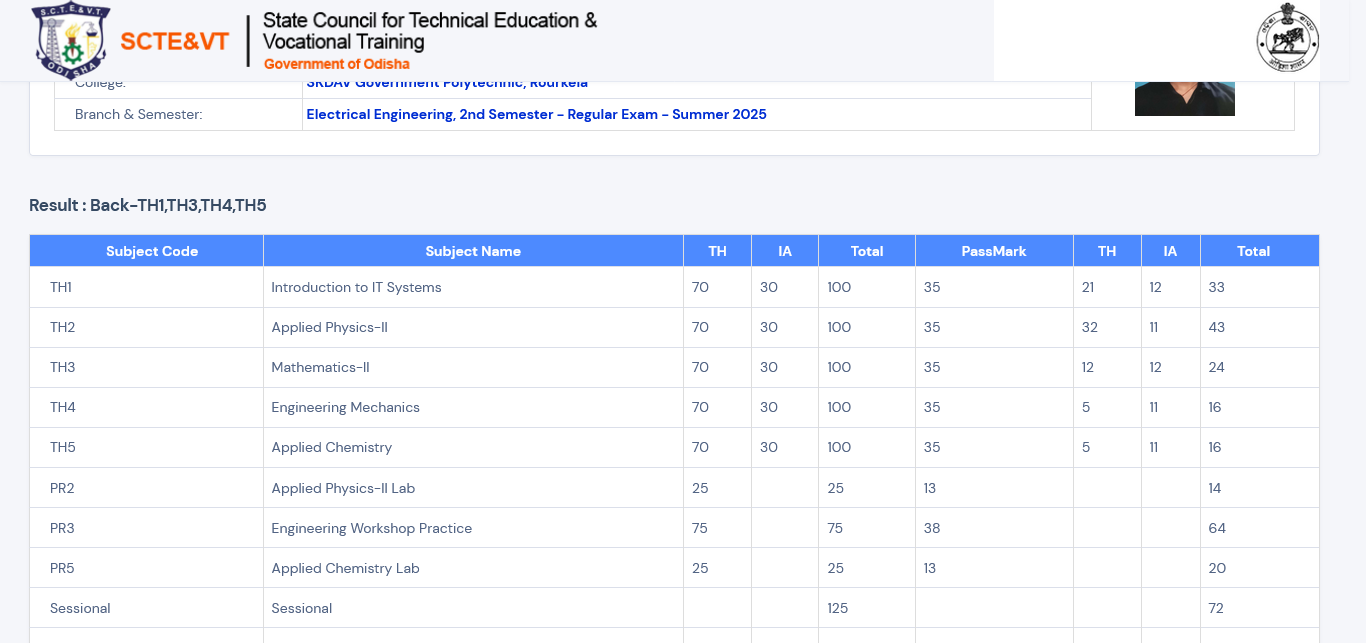 S.C.T.E.& V.T.
ODISHA
SCTE&VT
State Council for Technical Education &
Vocational Training
Government of Odisha
College: SKDAV Government Polytechnic, Rourkela
Branch & Semester: Electrical Engineering, 2nd Semester - Regular Exam - Summer 2025
Result : Back-TH1,TH3,TH4,TH5
Subject Code Subject Name TH IA Total PassMark TH IA Total
TH1 Introduction to IT Systems 70 30 100 35 21 12 33
TH2 Applied Physics-II 70 30 100 35 32 11 43
TH3 Mathematics-II 70 30 100 35 12 12 24
TH4 Engineering Mechanics 70 30 100 35 5 11 16
TH5 Applied Chemistry 70 30 100 35 5 11 16
PR2 Applied Physics-II Lab 25 25 13 14
PR3 Engineering Workshop Practice 75 75 38 64
PR5 Applied Chemistry Lab 25 25 13 20
Sessional Sessional 125 72